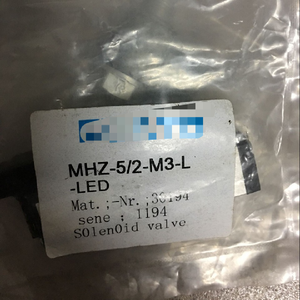 MHZ-5/2-M3-L
-LED
Mat.;-Nr.;30194
sene : 1194
SOlenOid valve